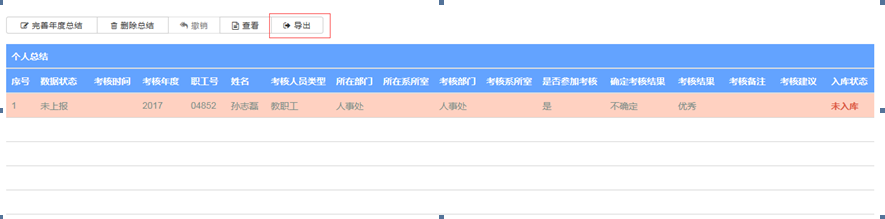 完善年度总结 删除总结 撤销 查看 导出
个人总结
序号 数据状态 考核时间 考核年度 职工号 姓名 考核人员类型 所在部门 所在系所室 考核部门 考核系所室 是否参加考核 确定考核结果 考核结果 考核备注 考核建议 入库状态
1 未上报 2017 04852 孙志磊 教职工 人事处 人事处 是 不确定 优秀 未入库